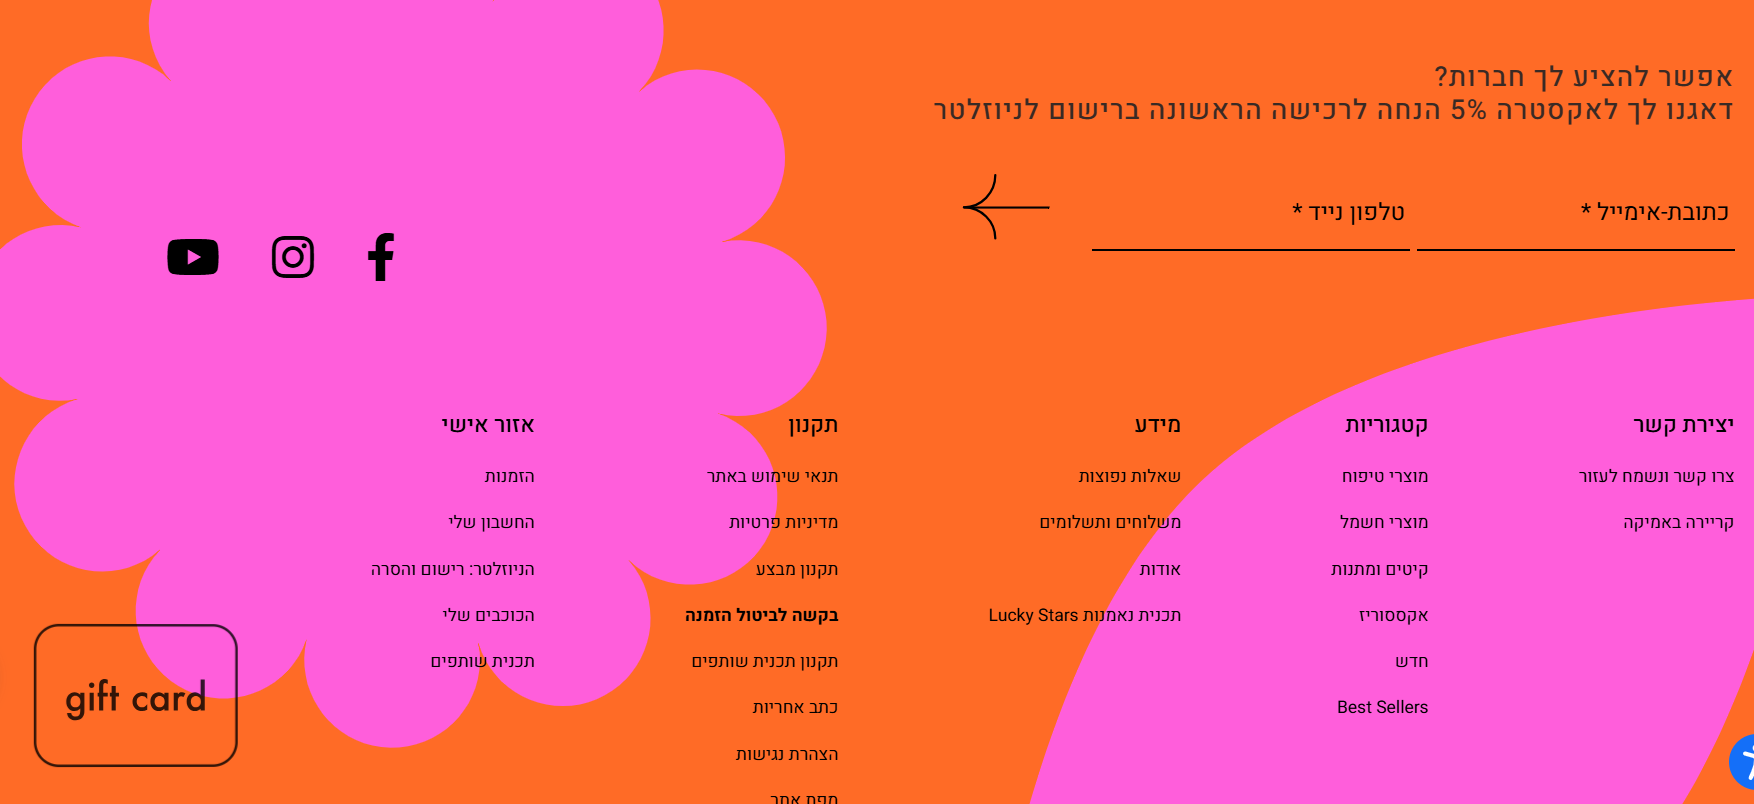 אפשר להציע לך חברות?
דאגנו לך לאקסטרה 5% הנחה לרכישה הראשונה ברישום לניוזלטר
כתובת-אימייל *
טלפון נייד *
יצירת קשר
צרו קשר ונשמח לעזור
קריירה באמיקה
קטגוריות
מוצרי טיפוח
מוצרי חשמל
קיטים ומתנות
אקססוריז
חדש
Best Sellers
מידע
שאלות נפוצות
משלוחים ותשלומים
אודות
תכנית נאמנות Lucky Stars
תקנון
תנאי שימוש באתר
מדיניות פרטיות
תקנון מבצע
בקשה לביטול הזמנה
תקנון תכנית שותפים
כתב אחריות
הצהרת נגישות
מפת אתר
אזור אישי
הזמנות
החשבון שלי
הניוזלטר: רישום והסרה
הכוכבים שלי
תכנית שותפים
gift card